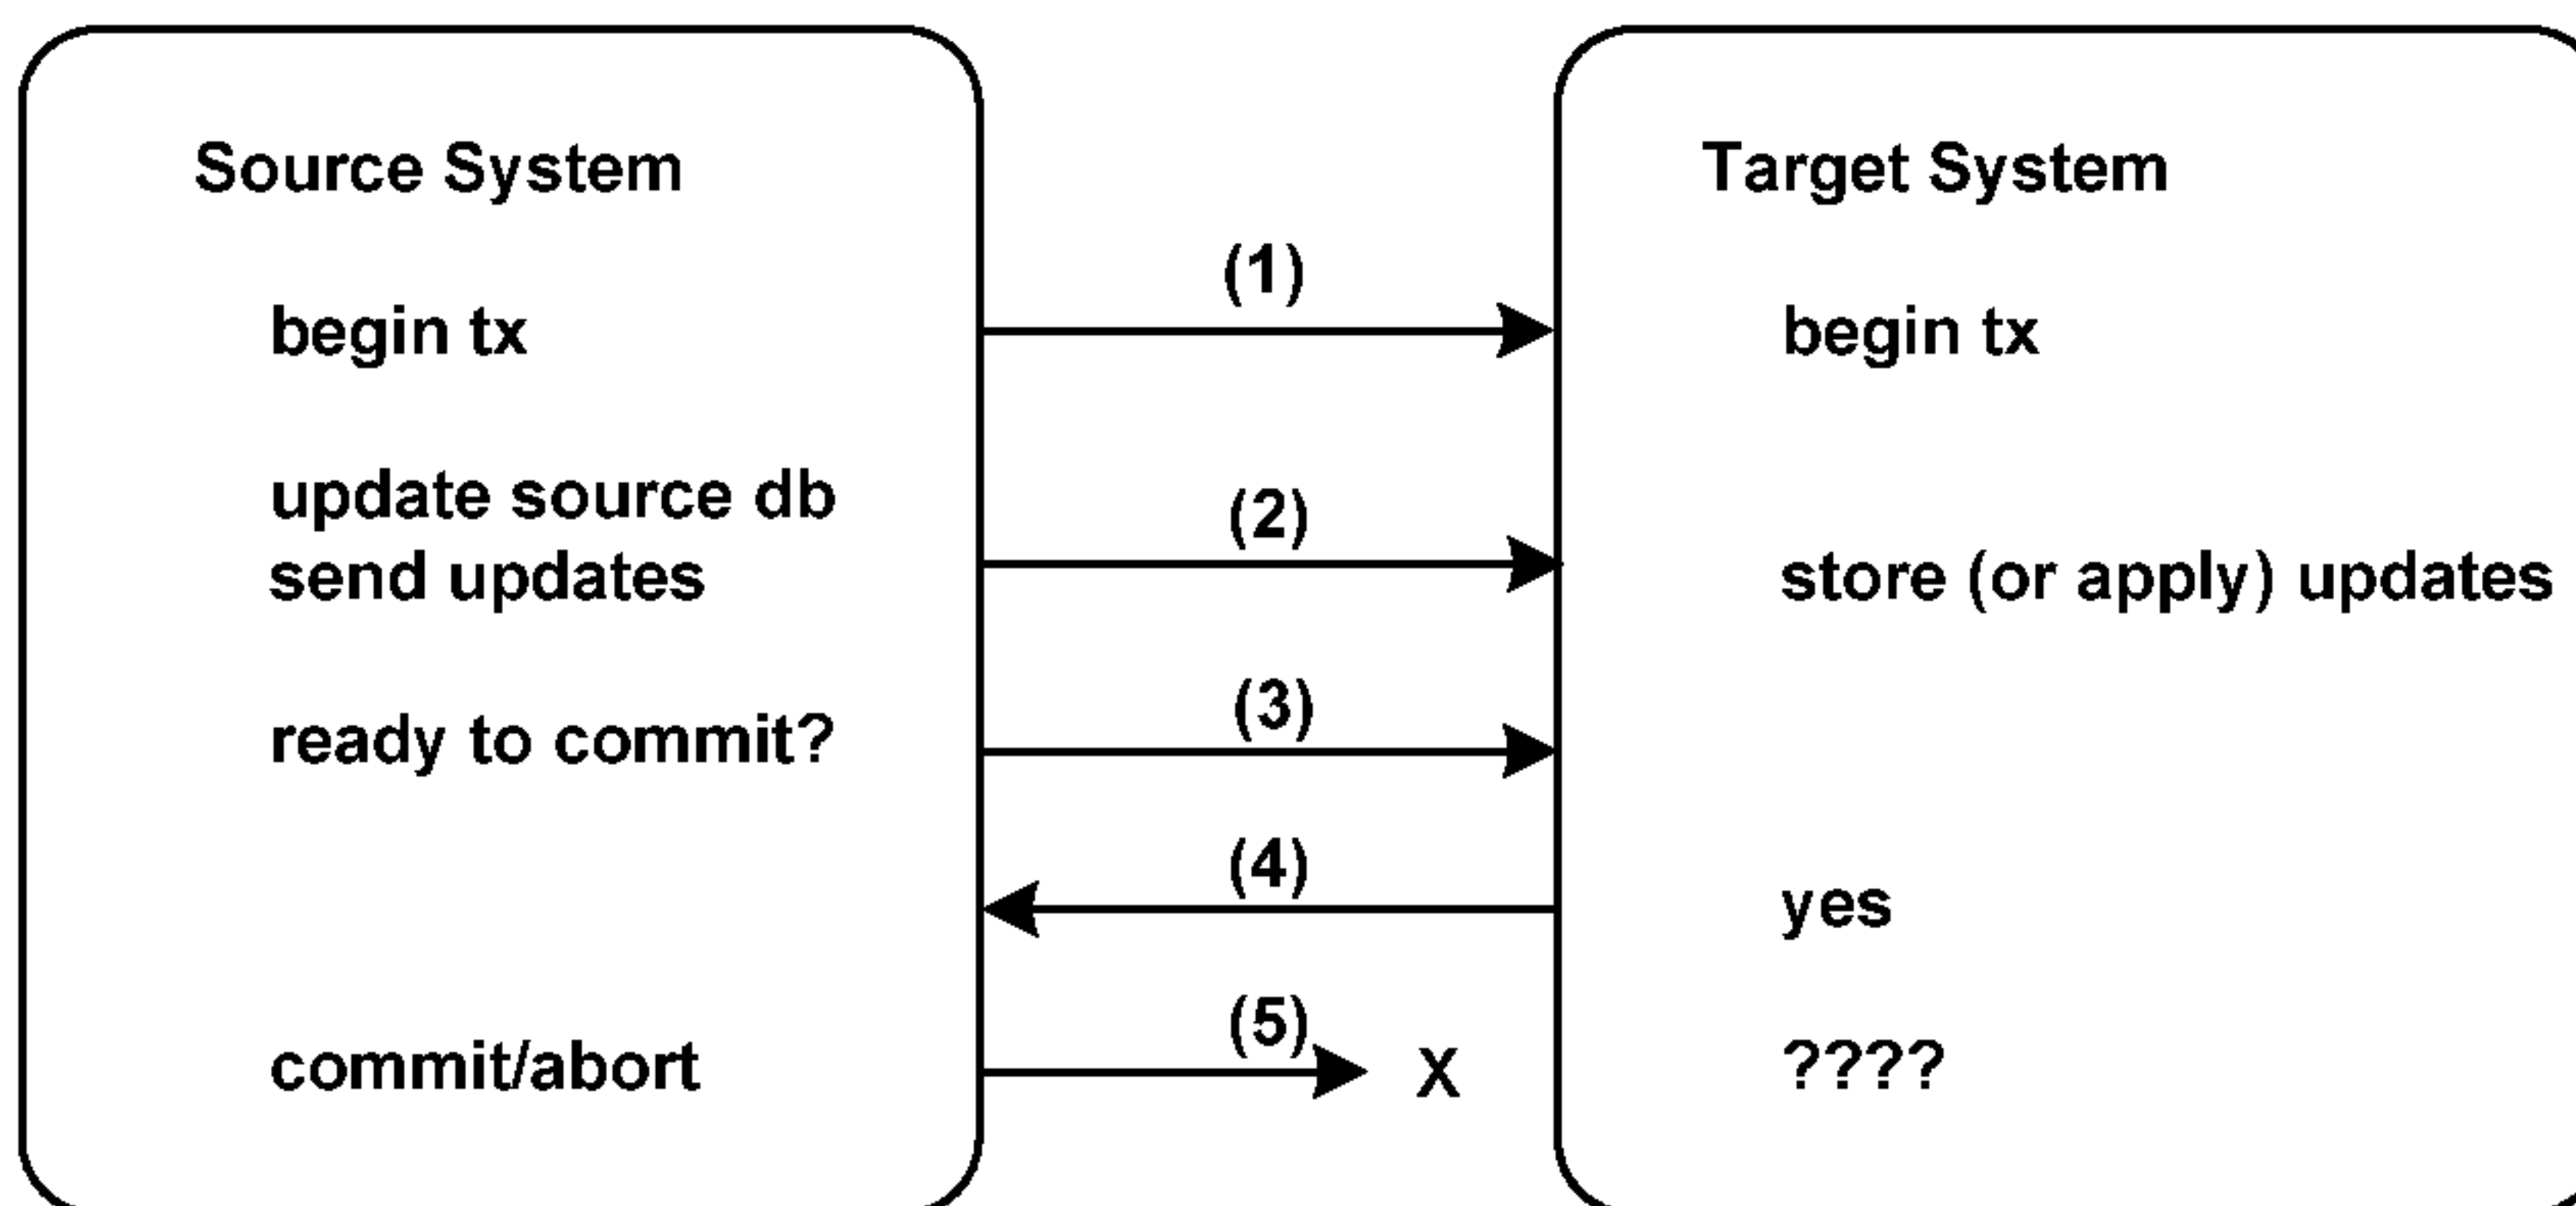 Source System
Target System
(1)
begin tx
begin tx
update source db
(2)
send updates
store (or apply) updates
(3)
ready to commit?
(4)
yes
(5)
commit/abort
X
????